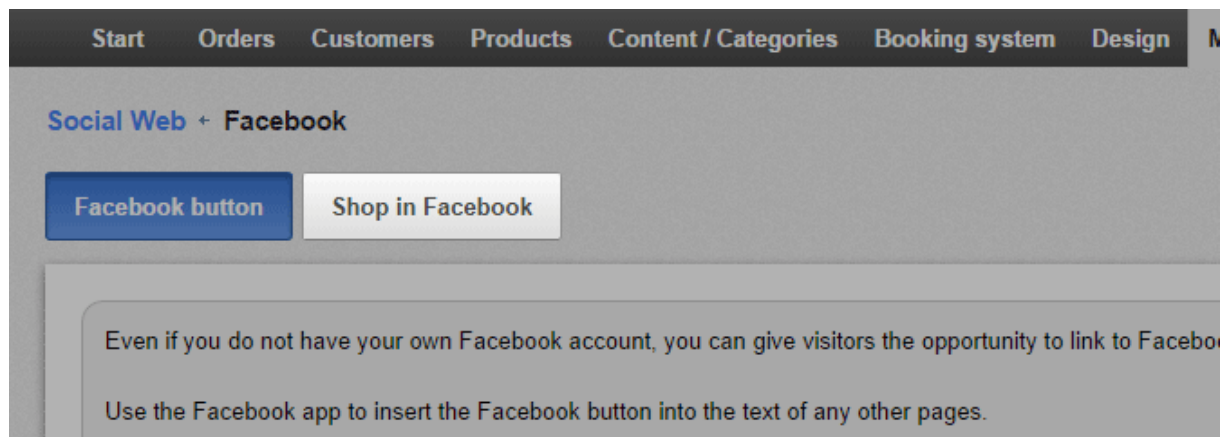 Start Orders Customers Products Content / Categories Booking system Design
Social Web ← Facebook
Facebook button Shop in Facebook
Even if you do not have your own Facebook account, you can give visitors the opportunity to link to
Use the Facebook app to insert the Facebook button into the text of any other pages.